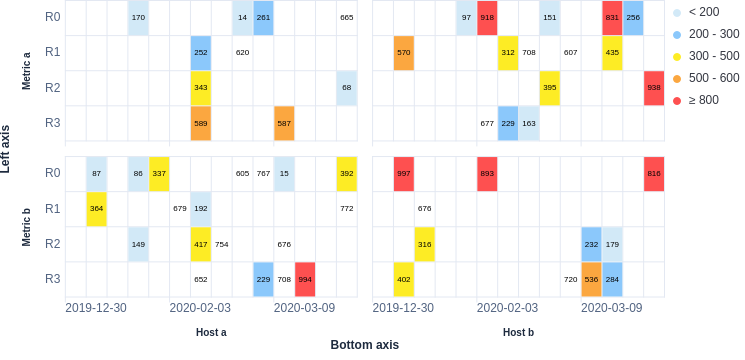 R0 170 14 261 665 97 918 151 831 256
R1 252 620 570 312 708 607 435
R2 343 68 395 938
R3 589 587 677 229 163
Metric a
< 200
200 - 300
300 - 500
500 - 600
≥ 800
Left axis
R0 87 86 337 605 767 15 392 997 893 816
R1 364 679 192 772 676
R2 149 417 754 676 316 232 179
R3 652 229 708 994 402 720 536 284
Metric b
2019-12-30 2020-02-03 2020-03-09 2019-12-30 2020-02-03 2020-03-09
Host a Host b
Bottom axis